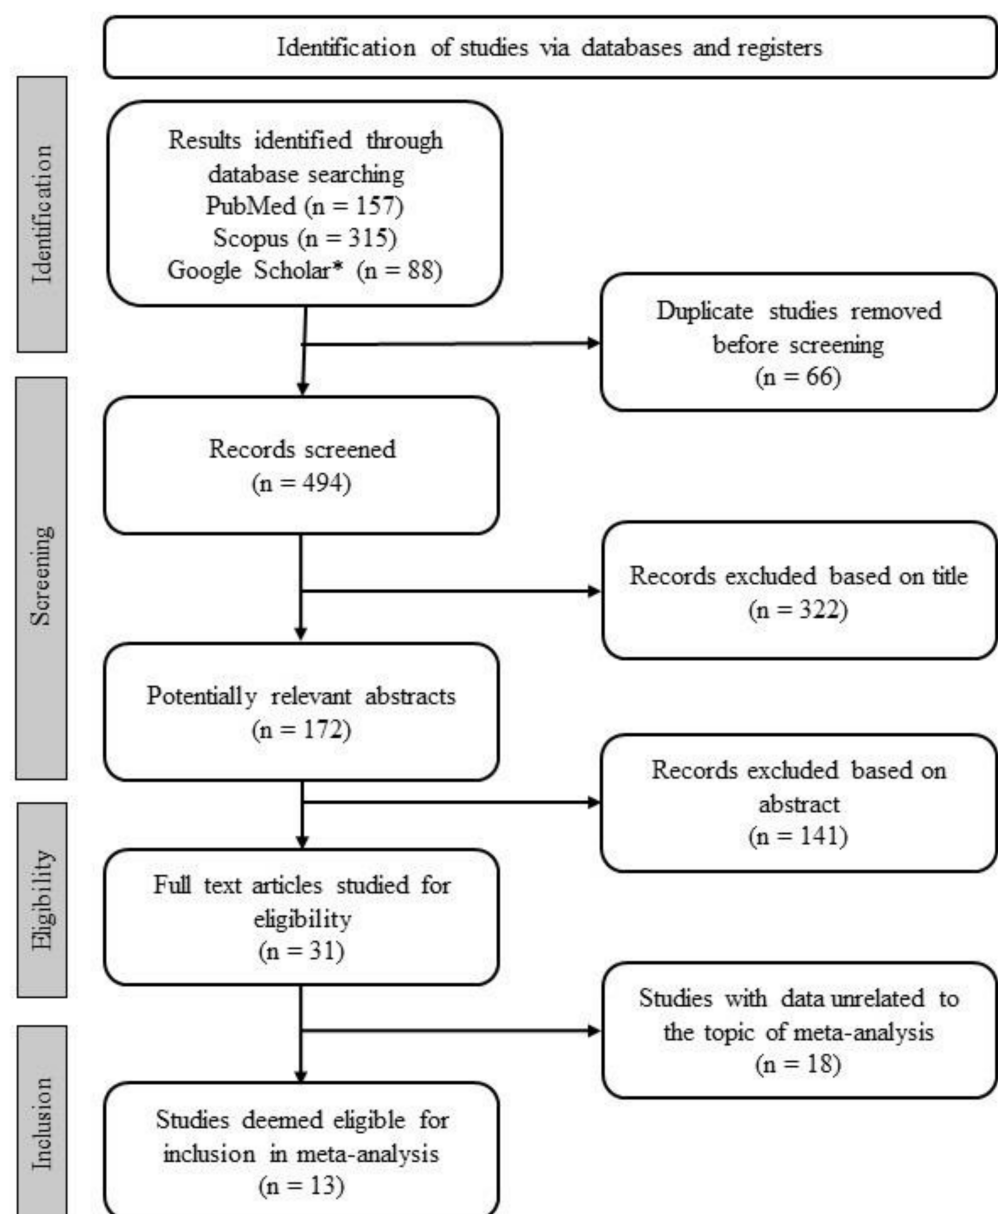 Identification of studies via databases and registers
Identification
Results identified through
database searching
PubMed (n = 157)
Scopus (n = 315)
Google Scholar* (n = 88)
Duplicate studies removed
before screening
(n = 66)
Screening
Records screened
(n = 494)
Records excluded based on title
(n = 322)
Potentially relevant abstracts
(n = 172)
Records excluded based on
abstract
(n = 141)
Eligibility
Full text articles studied for
eligibility
(n = 31)
Studies with data unrelated to
the topic of meta-analysis
(n = 18)
Inclusion
Studies deemed eligible for
inclusion in meta-analysis
(n = 13)